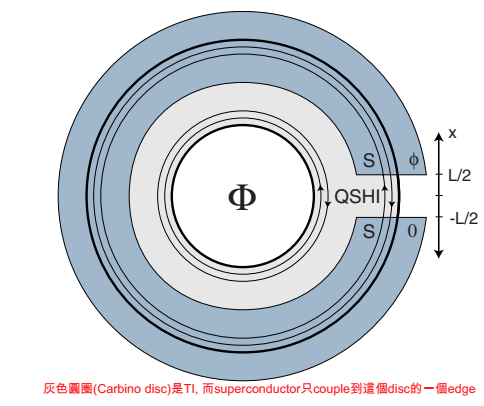 x
S ϕ
L/2
Φ
QSHI
-L/2
S 0
灰色圓圈(Carbino disc)是TI, 而superconductor只couple到這個disc的一個edge